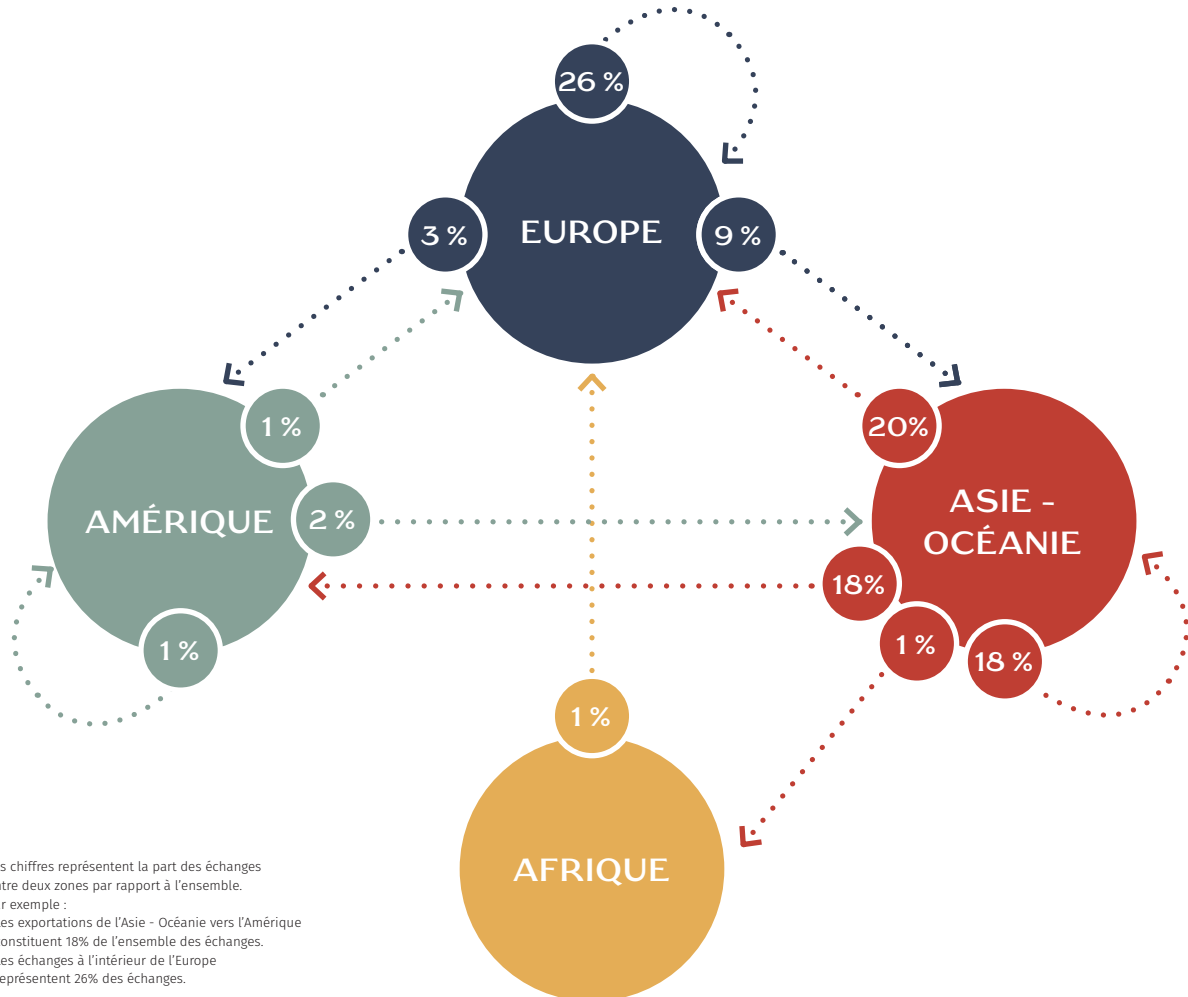 26 %
3 %
EUROPE
9 %
1 %
20%
AMÉRIQUE
2 %
ASIE -
OCÉANIE
18%
1 %
1 %
18 %
1 %
AFRIQUE
s chiffres représentent la part des échanges
ntre deux zones par rapport à l'ensemble.
r exemple :
es exportations de l'Asie - Océanie vers l'Amérique
onstituent 18% de l'ensemble des échanges.
es échanges à l'intérieur de l'Europe
eprésentent 26% des échanges.